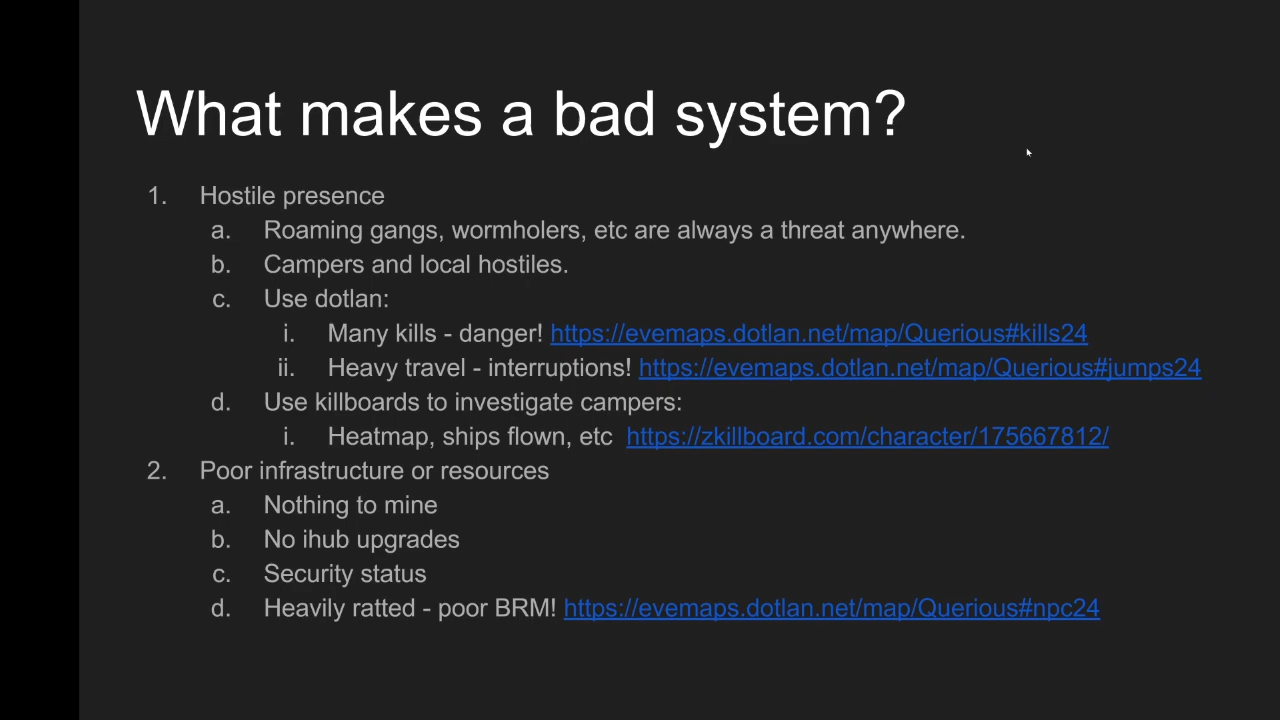 What makes a bad system?
1. Hostile presence
a. Roaming gangs, wormholers, etc are always a threat anywhere.
b. Campers and local hostiles.
c. Use dotlan:
i. Many kills - danger! https://evemaps.dotlan.net/map/Querious#kills24
ii. Heavy travel - interruptions! https://evemaps.dotlan.net/map/Querious#jumps24
d. Use killboards to investigate campers:
i. Heatmap, ships flown, etc https://zkillboard.com/character/175667812/
2. Poor infrastructure or resources
a. Nothing to mine
b. No ihub upgrades
c. Security status
d. Heavily ratted - poor BRM! https://evemaps.dotlan.net/map/Querious#npc24